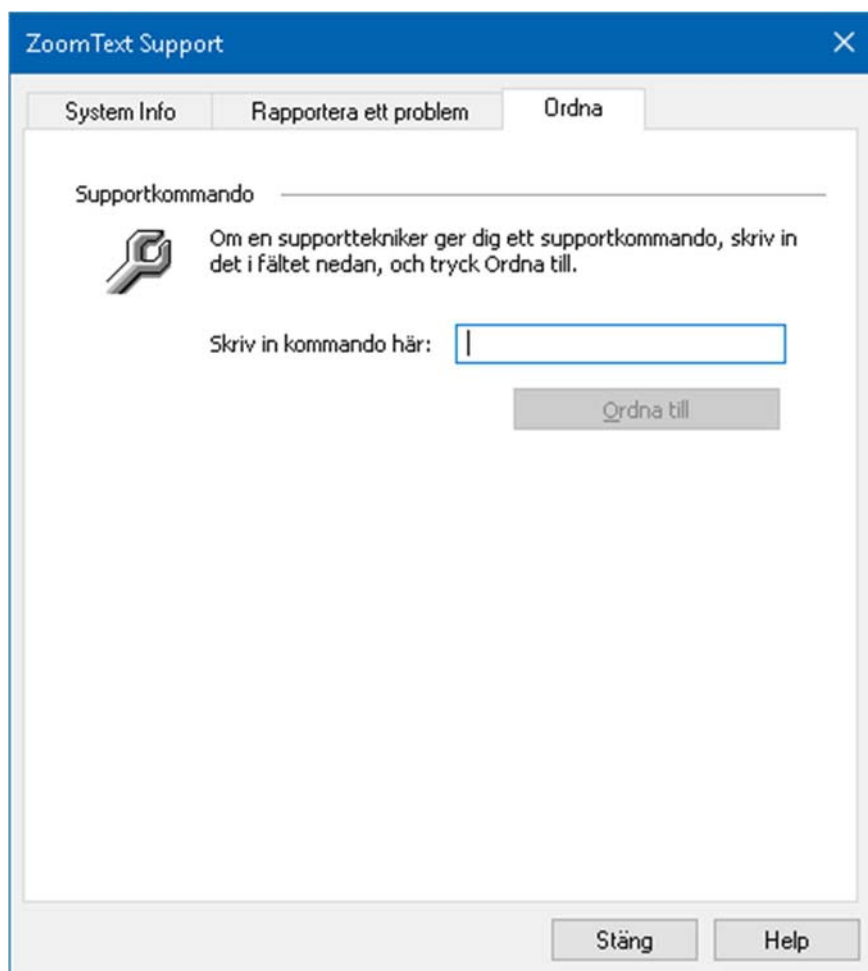 ZoomText Support
System Info
Rapportera ett problem
Ordna
Supportkommando
Om en supporttekniker ger dig ett supportkommando, skriv in
det i fältet nedan, och tryck Ordna till.
Skriv in kommando här:
Ordna till
Stäng
Help